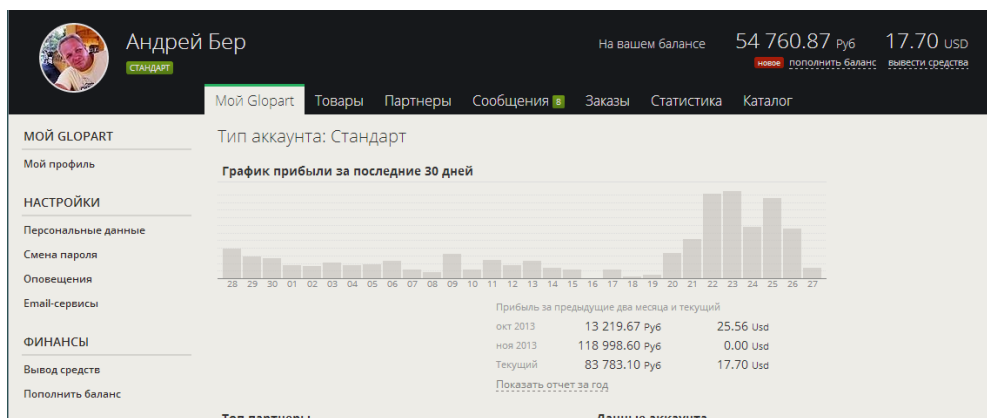 Андрей Бер
СТАНДАРТ
На вашем балансе 54 760.87 Руб 17.70 USD
новое пополнить баланс вывести средства
Мой Glopart Товары Партнеры Сообщения 8 Заказы Статистика Каталог
МОЙ GLOPART
Мой профиль
НАСТРОЙКИ
Персональные данные
Смена пароля
Оповещения
Email-сервисы
ФИНАНСЫ
Вывод средств
Пополнить баланс
Тип аккаунта: Стандарт
График прибыли за последние 30 дней
28 29 30 01 02 03 04 05 06 07 08 09 10 11 12 13 14 15 16 17 18 19 20 21 22 23 24 25 26 27
Прибыль за предыдущие два месяца и текущий
окт 2013 13 219.67 Руб 25.56 Usd
ноя 2013 118 998.60 Руб 0.00 Usd
Текущий 83 783.10 Руб 17.70 Usd
Показать отчет за год
Топ партнеры Данные аккаунта